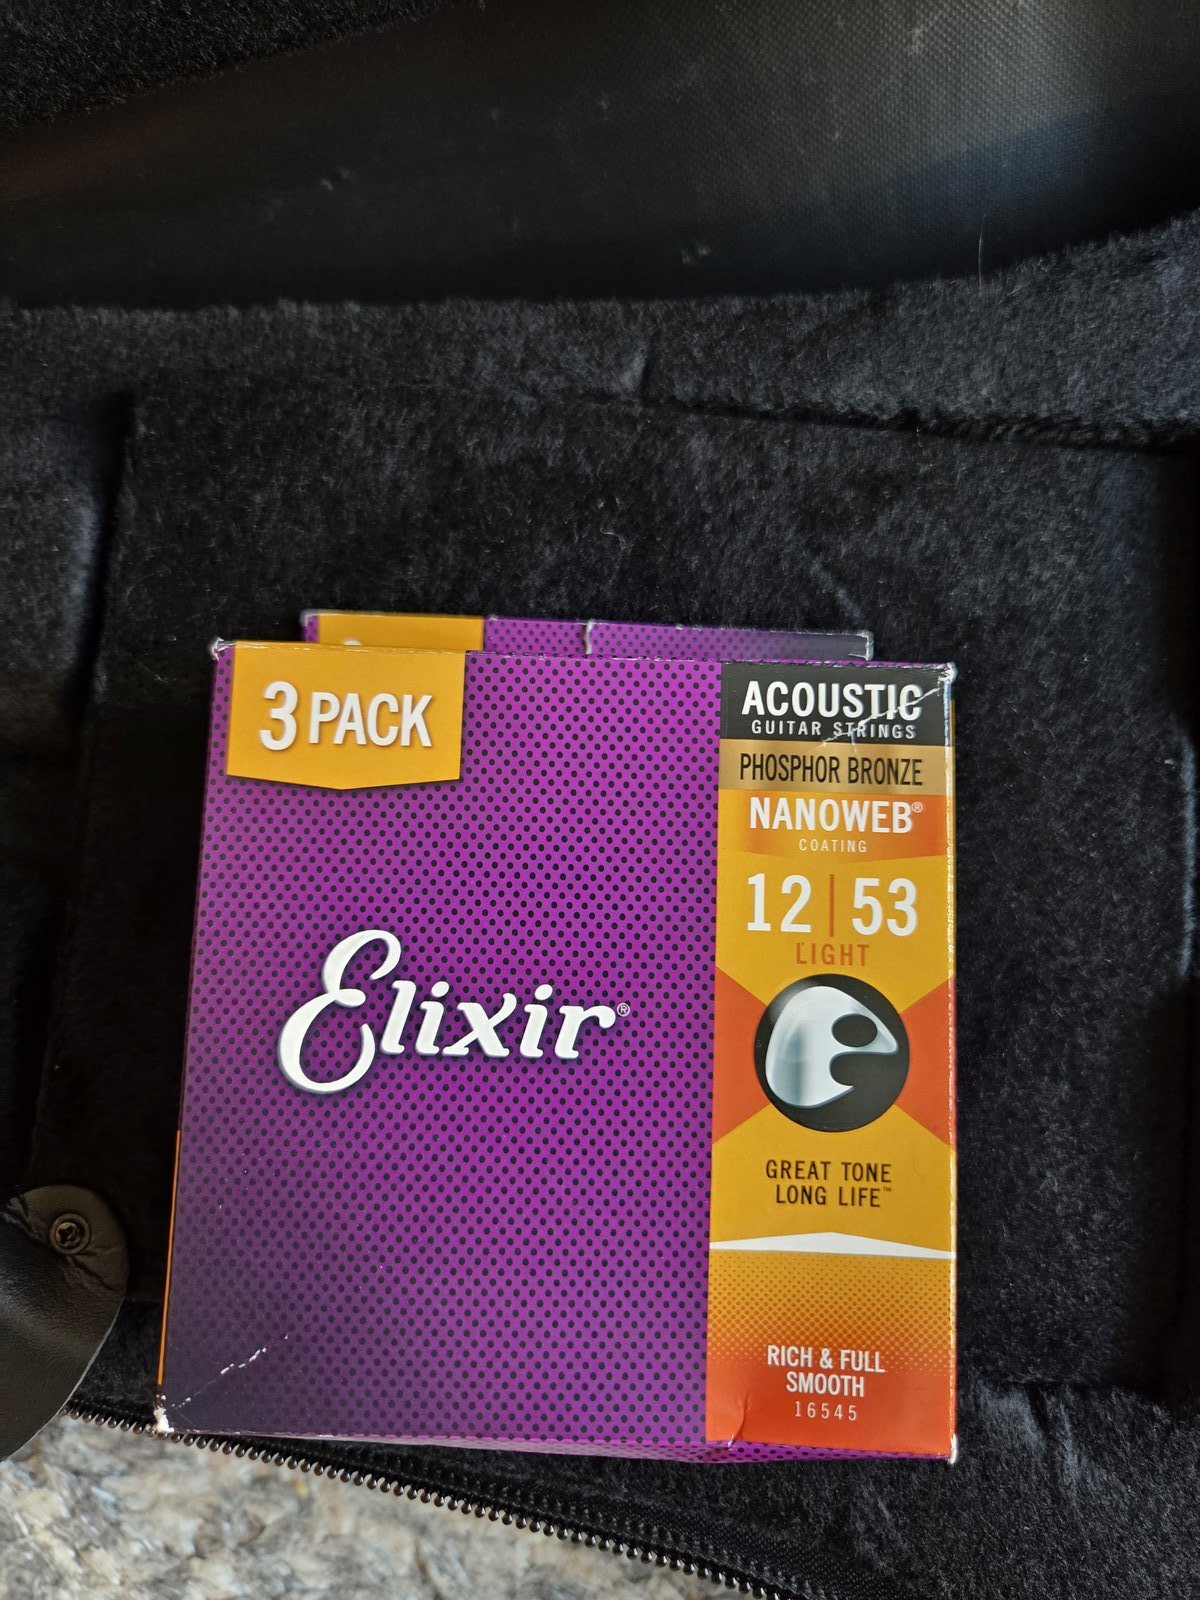 3 PACK
Elixir®
ACOUSTIC
GUITAR STRINGS
PHOSPHOR BRONZE
NANOWEB®
COATING
12 | 53
LIGHT
GREAT TONE
LONG LIFE™
RICH & FULL
SMOOTH
16545